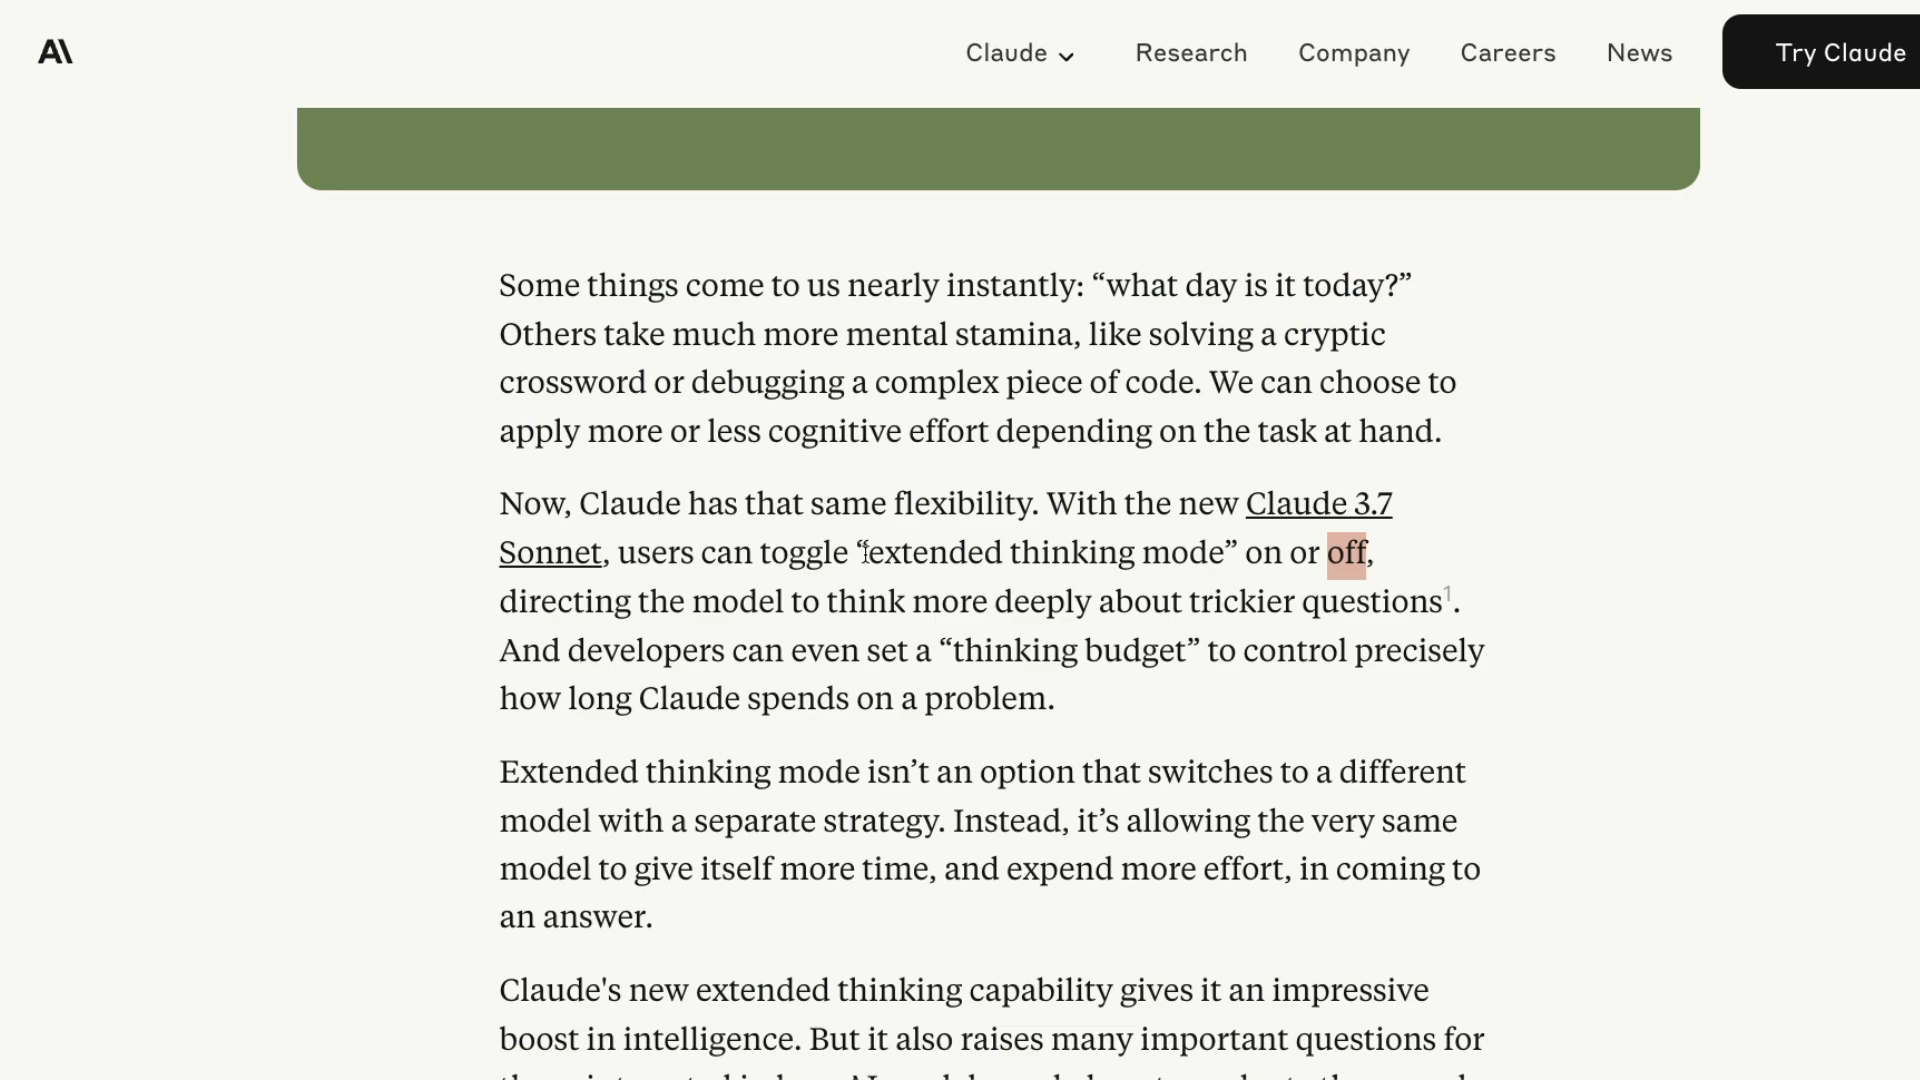 Claude Research Company Careers News Try Claude
Some things come to us nearly instantly: “what day is it today?”
Others take much more mental stamina, like solving a cryptic
crossword or debugging a complex piece of code. We can choose to
apply more or less cognitive effort depending on the task at hand.
Now, Claude has that same flexibility. With the new Claude 3.7
Sonnet, users can toggle “extended thinking mode” on or off,
directing the model to think more deeply about trickier questions¹.
And developers can even set a “thinking budget” to control precisely
how long Claude spends on a problem.
Extended thinking mode isn’t an option that switches to a different
model with a separate strategy. Instead, it’s allowing the very same
model to give itself more time, and expend more effort, in coming to
an answer.
Claude's new extended thinking capability gives it an impressive
boost in intelligence. But it also raises many important questions for